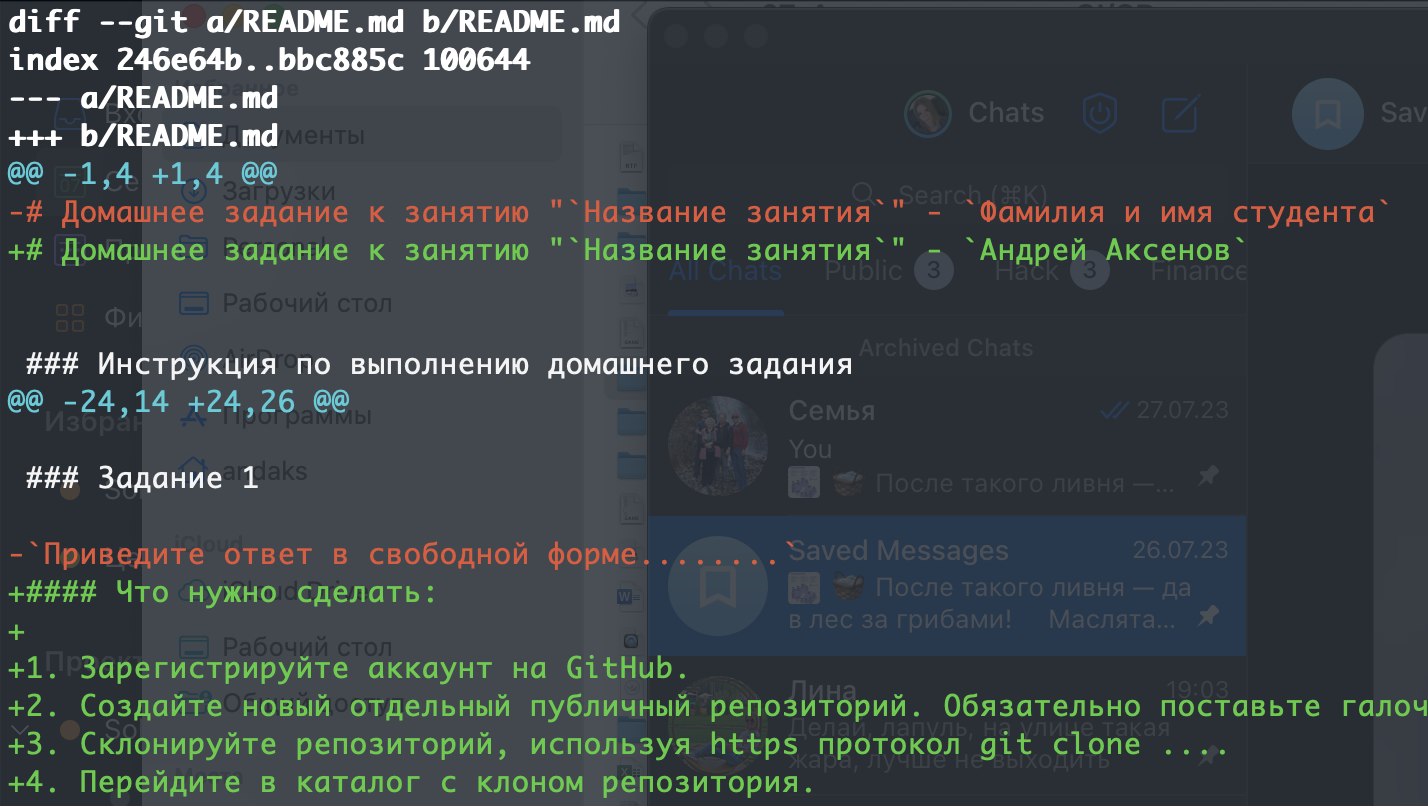 diff --git a/README.md b/README.md
index 246e64b..bbc885c 100644
--- a/README.md
+++ b/README.md
@@ -1,4 +1,4 @@
-# Домашнее задание к занятию "`Название занятия`" - `Фамилия и имя студента`
+# Домашнее задание к занятию "`Название занятия`" - `Андрей Аксенов`
### Инструкция по выполнению домашнего задания
@@ -24,14 +24,26 @@
### Задание 1
-`Приведите ответ в свободной форме........`
+#### Что нужно сделать:
+
+1. Зарегистрируйте аккаунт на GitHub.
+2. Создайте новый отдельный публичный репозиторий. Обязательно поставьте галоч
+3. Склонируйте репозиторий, используя https протокол git clone ....
+4. Перейдите в каталог с клоном репозитория.
Документы
Загрузки
Рабочий стол
AirDrop
Программы
andaks
iCloud
Рабочий стол
Chats
Sav
Search (⌘K)
All Chats
Public 3
Hack 3
Finance
Archived Chats
Семья
27.07.23
You
После такого ливня —...
Saved Messages
26.07.23
После такого ливня — да
в лес за грибами! Маслята...
Лина
19:03
Делай, лапуль, на улице такая
жара, лучше не выходить